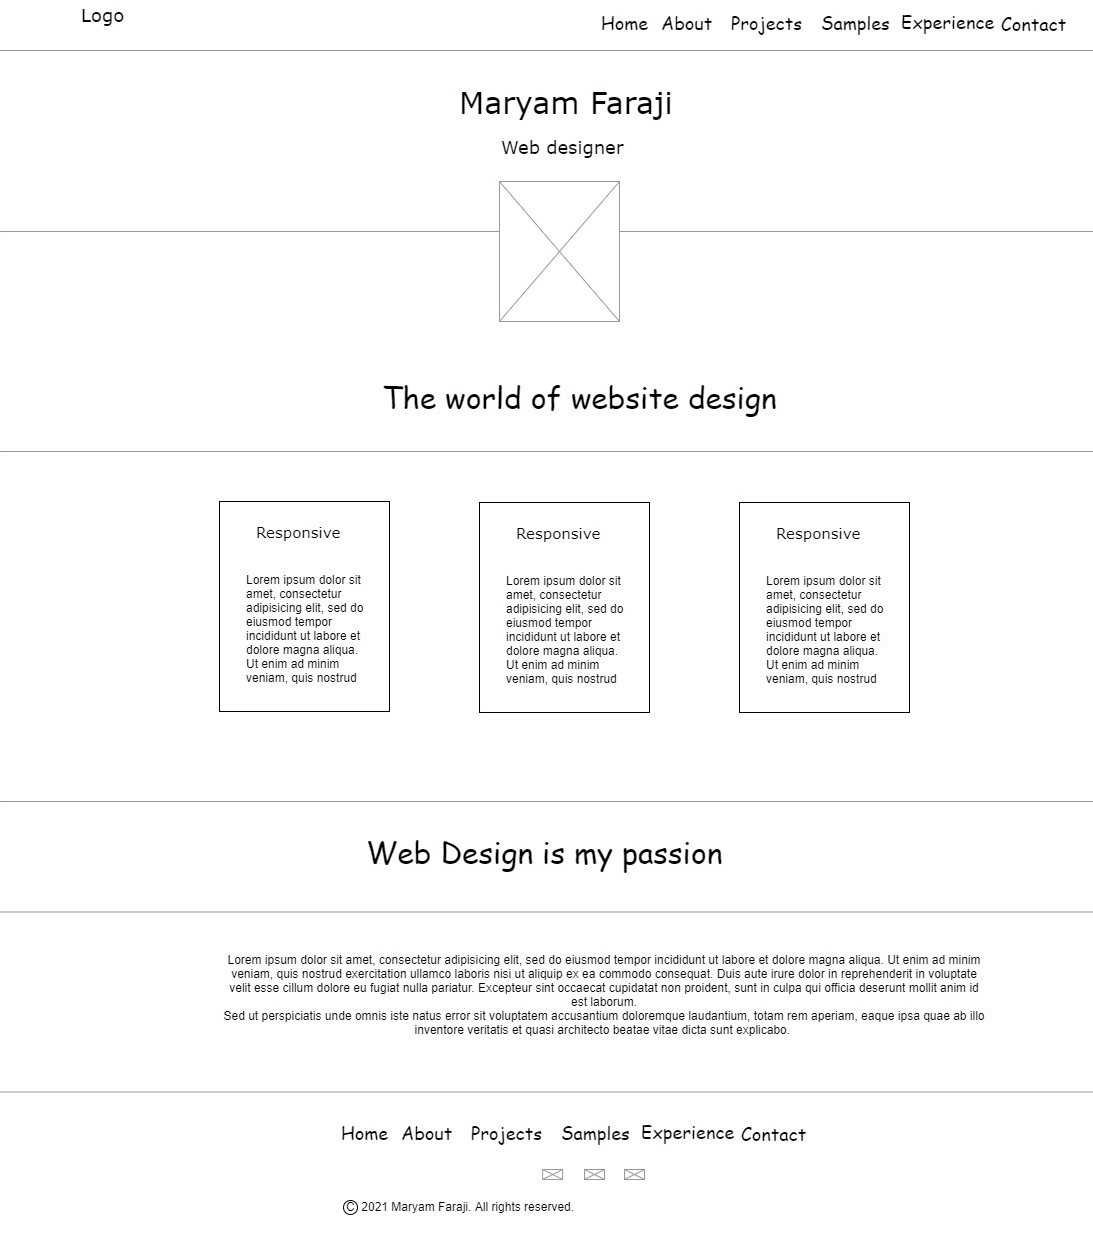 Logo
Home About Projects Samples Experience Contact
Maryam Faraji
Web designer
The world of website design
Responsive
Lorem ipsum dolor sit
amet, consectetur
adipisicing elit, sed do
eiusmod tempor
incididunt ut labore et
dolore magna aliqua.
Ut enim ad minim
veniam, quis nostrud
Responsive
Lorem ipsum dolor sit
amet, consectetur
adipisicing elit, sed do
eiusmod tempor
incididunt ut labore et
dolore magna aliqua.
Ut enim ad minim
veniam, quis nostrud
Responsive
Lorem ipsum dolor sit
amet, consectetur
adipisicing elit, sed do
eiusmod tempor
incididunt ut labore et
dolore magna aliqua.
Ut enim ad minim
veniam, quis nostrud
Web Design is my passion
Lorem ipsum dolor sit amet, consectetur adipisicing elit, sed do eiusmod tempor incididunt ut labore et dolore magna aliqua. Ut enim ad minim
veniam, quis nostrud exercitation ullamco laboris nisi ut aliquip ex ea commodo consequat. Duis aute irure dolor in reprehenderit in voluptate
velit esse cillum dolore eu fugiat nulla pariatur. Excepteur sint occaecat cupidatat non proident, sunt in culpa qui officia deserunt mollit anim id
est laborum.
Sed ut perspiciatis unde omnis iste natus error sit voluptatem accusantium doloremque laudantium, totam rem aperiam, eaque ipsa quae ab illo
inventore veritatis et quasi architecto beatae vitae dicta sunt explicabo.
Home About Projects Samples Experience Contact
© 2021 Maryam Faraji. All rights reserved.